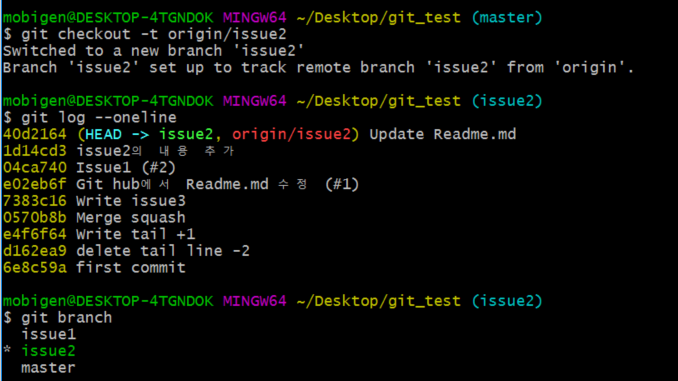 mobigen@DESKTOP-4TGNDOK MINGW64 ~/Desktop/git_test (master)
$ git checkout -t origin/issue2
Switched to a new branch 'issue2'
Branch 'issue2' set up to track remote branch 'issue2' from 'origin'.
mobigen@DESKTOP-4TGNDOK MINGW64 ~/Desktop/git_test (issue2)
$ git log --oneline
40d2164 (HEAD -> issue2, origin/issue2) Update Readme.md
1d14cd3 issue2의 내용 추가
04ca740 Issue1 (#2)
e02eb6f Git hub에서 Readme.md 수정 (#1)
7383c16 Write issue3
0570b8b Merge squash
e4f6f64 Write tail +1
d162ea9 delete tail line -2
6e8c59a first commit
mobigen@DESKTOP-4TGNDOK MINGW64 ~/Desktop/git_test (issue2)
$ git branch
issue1
* issue2
master